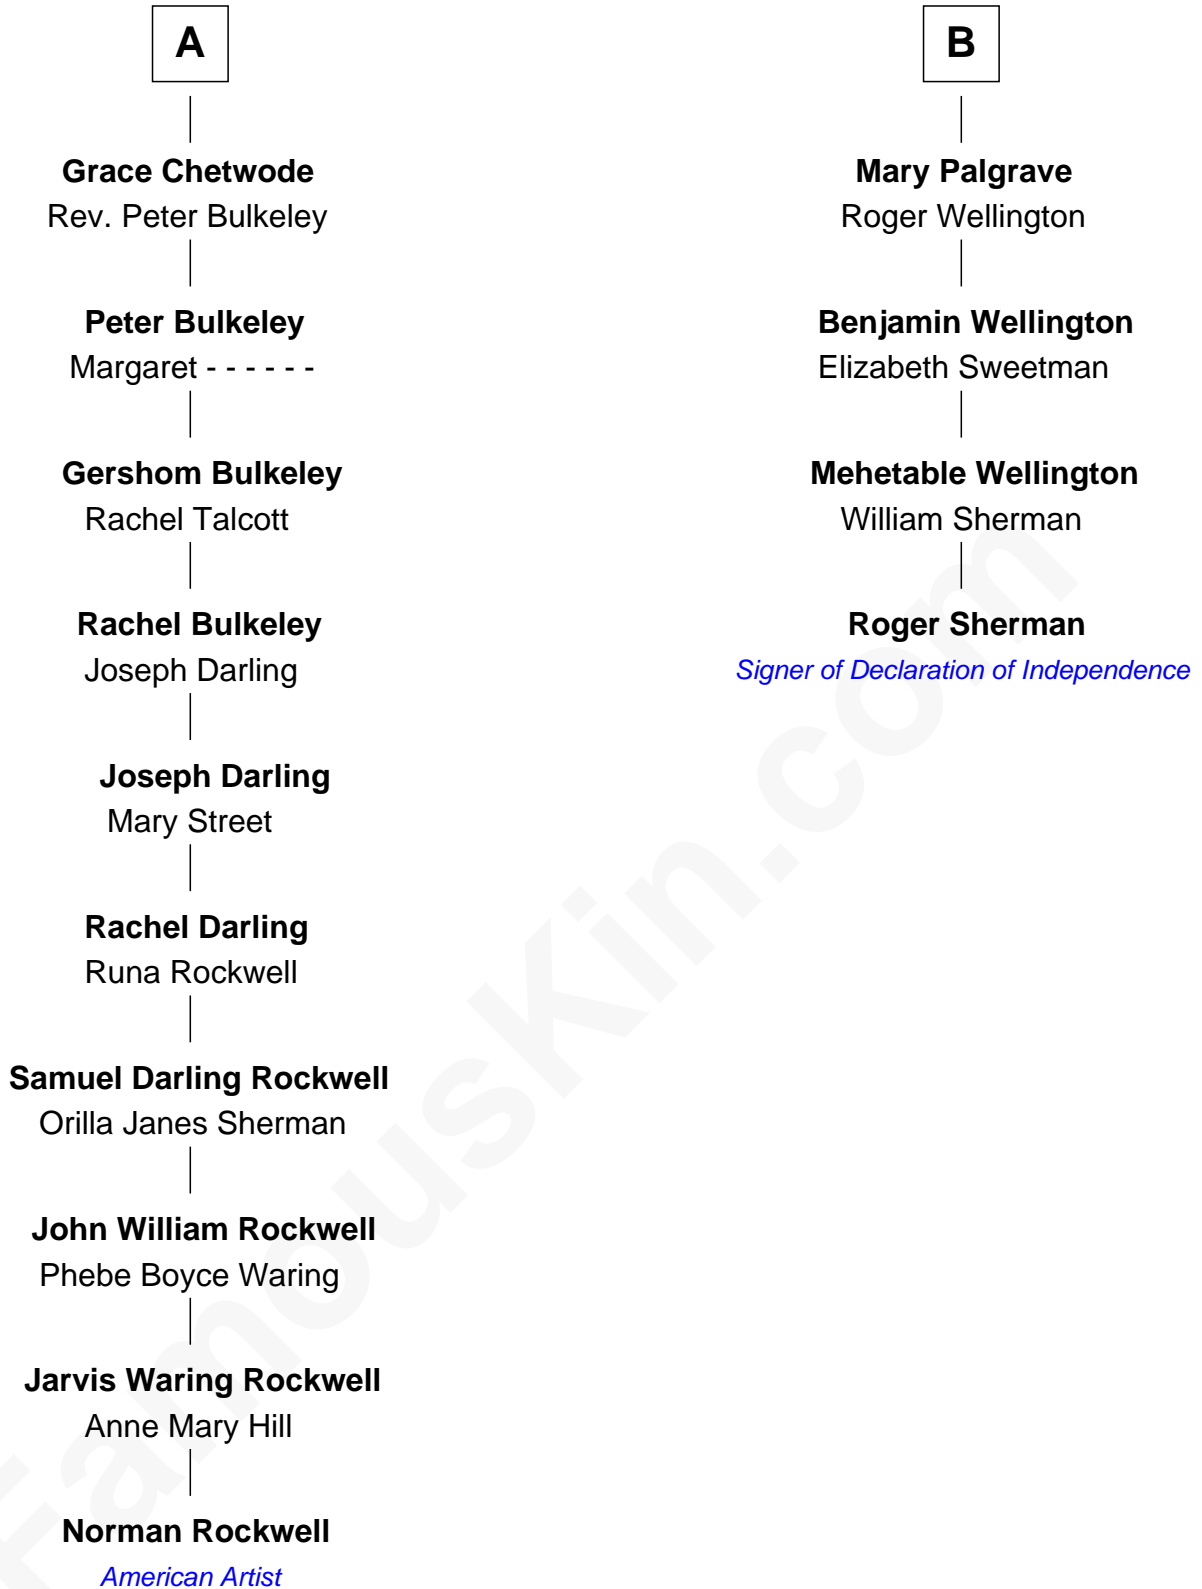 A
Grace Chetwode
Rev. Peter Bulkeley
Peter Bulkeley
Margaret - - - - - -
Gershom Bulkeley
Rachel Talcott
Rachel Bulkeley
Joseph Darling
Joseph Darling
Mary Street
Rachel Darling
Runa Rockwell
Samuel Darling Rockwell
Orilla Janes Sherman
John William Rockwell
Phebe Boyce Waring
Jarvis Waring Rockwell
Anne Mary Hill
Norman Rockwell
American Artist
B
Mary Palgrave
Roger Wellington
Benjamin Wellington
Elizabeth Sweetman
Mehetable Wellington
William Sherman
Roger Sherman
Signer of Declaration of Independence
FamousKin.com